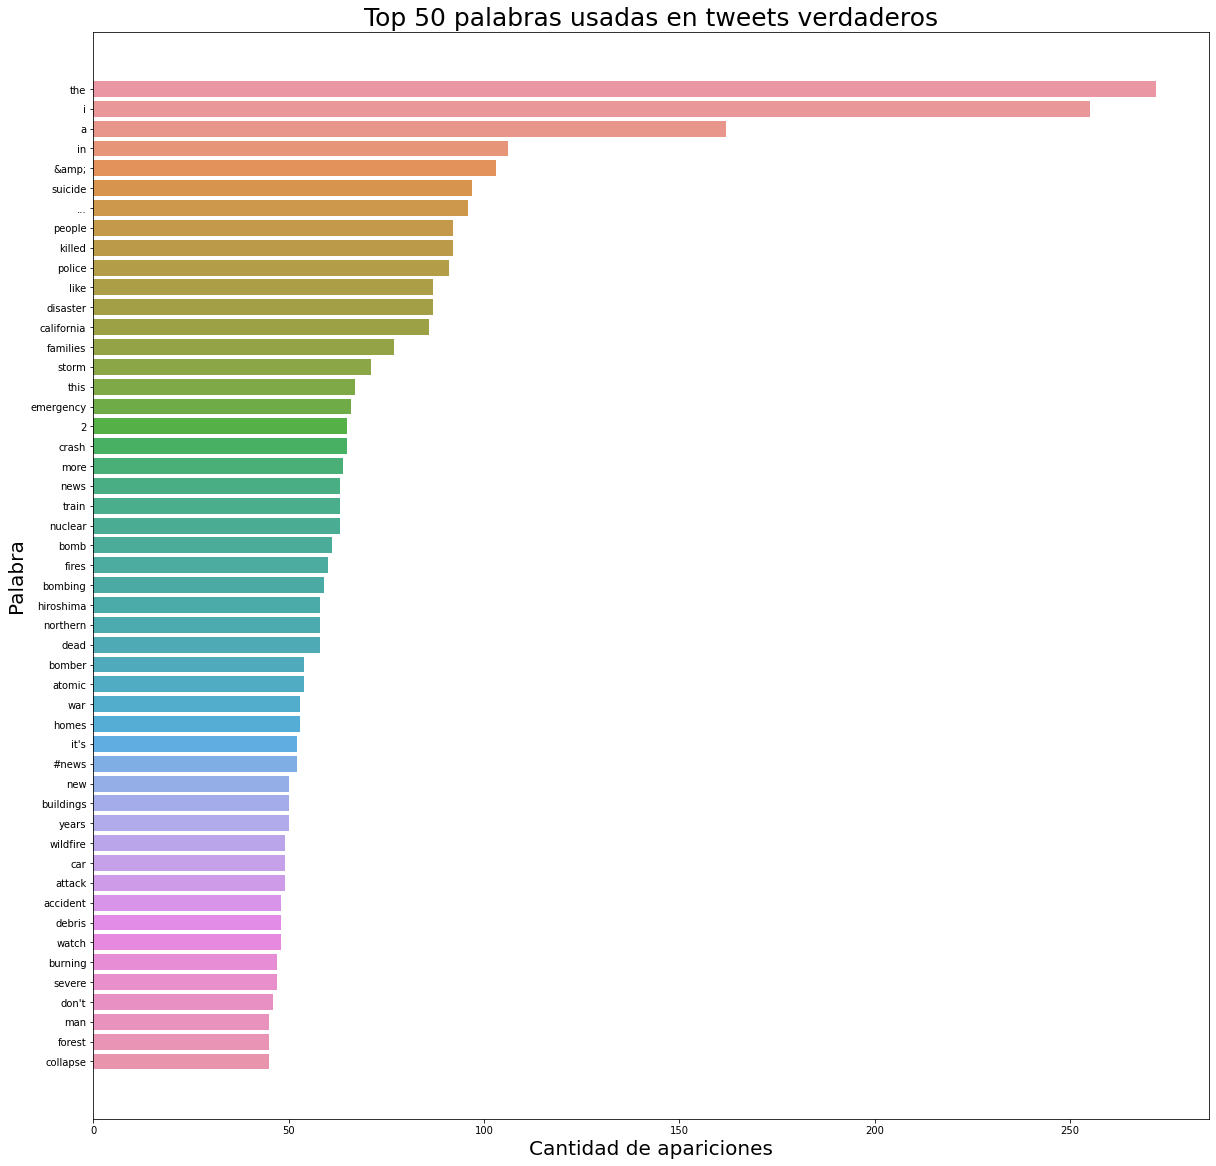 Top 50 palabras usadas en tweets verdaderos
Palabra
the
i
a
in
&amp;
suicide
...
people
killed
police
like
disaster
california
families
storm
this
emergency
2
crash
more
news
train
nuclear
bomb
fires
bombing
hiroshima
northern
dead
bomber
atomic
war
homes
it's
#news
new
buildings
years
wildfire
car
attack
accident
debris
watch
burning
severe
don't
man
forest
collapse
0 50 100 150 200 250
Cantidad de apariciones